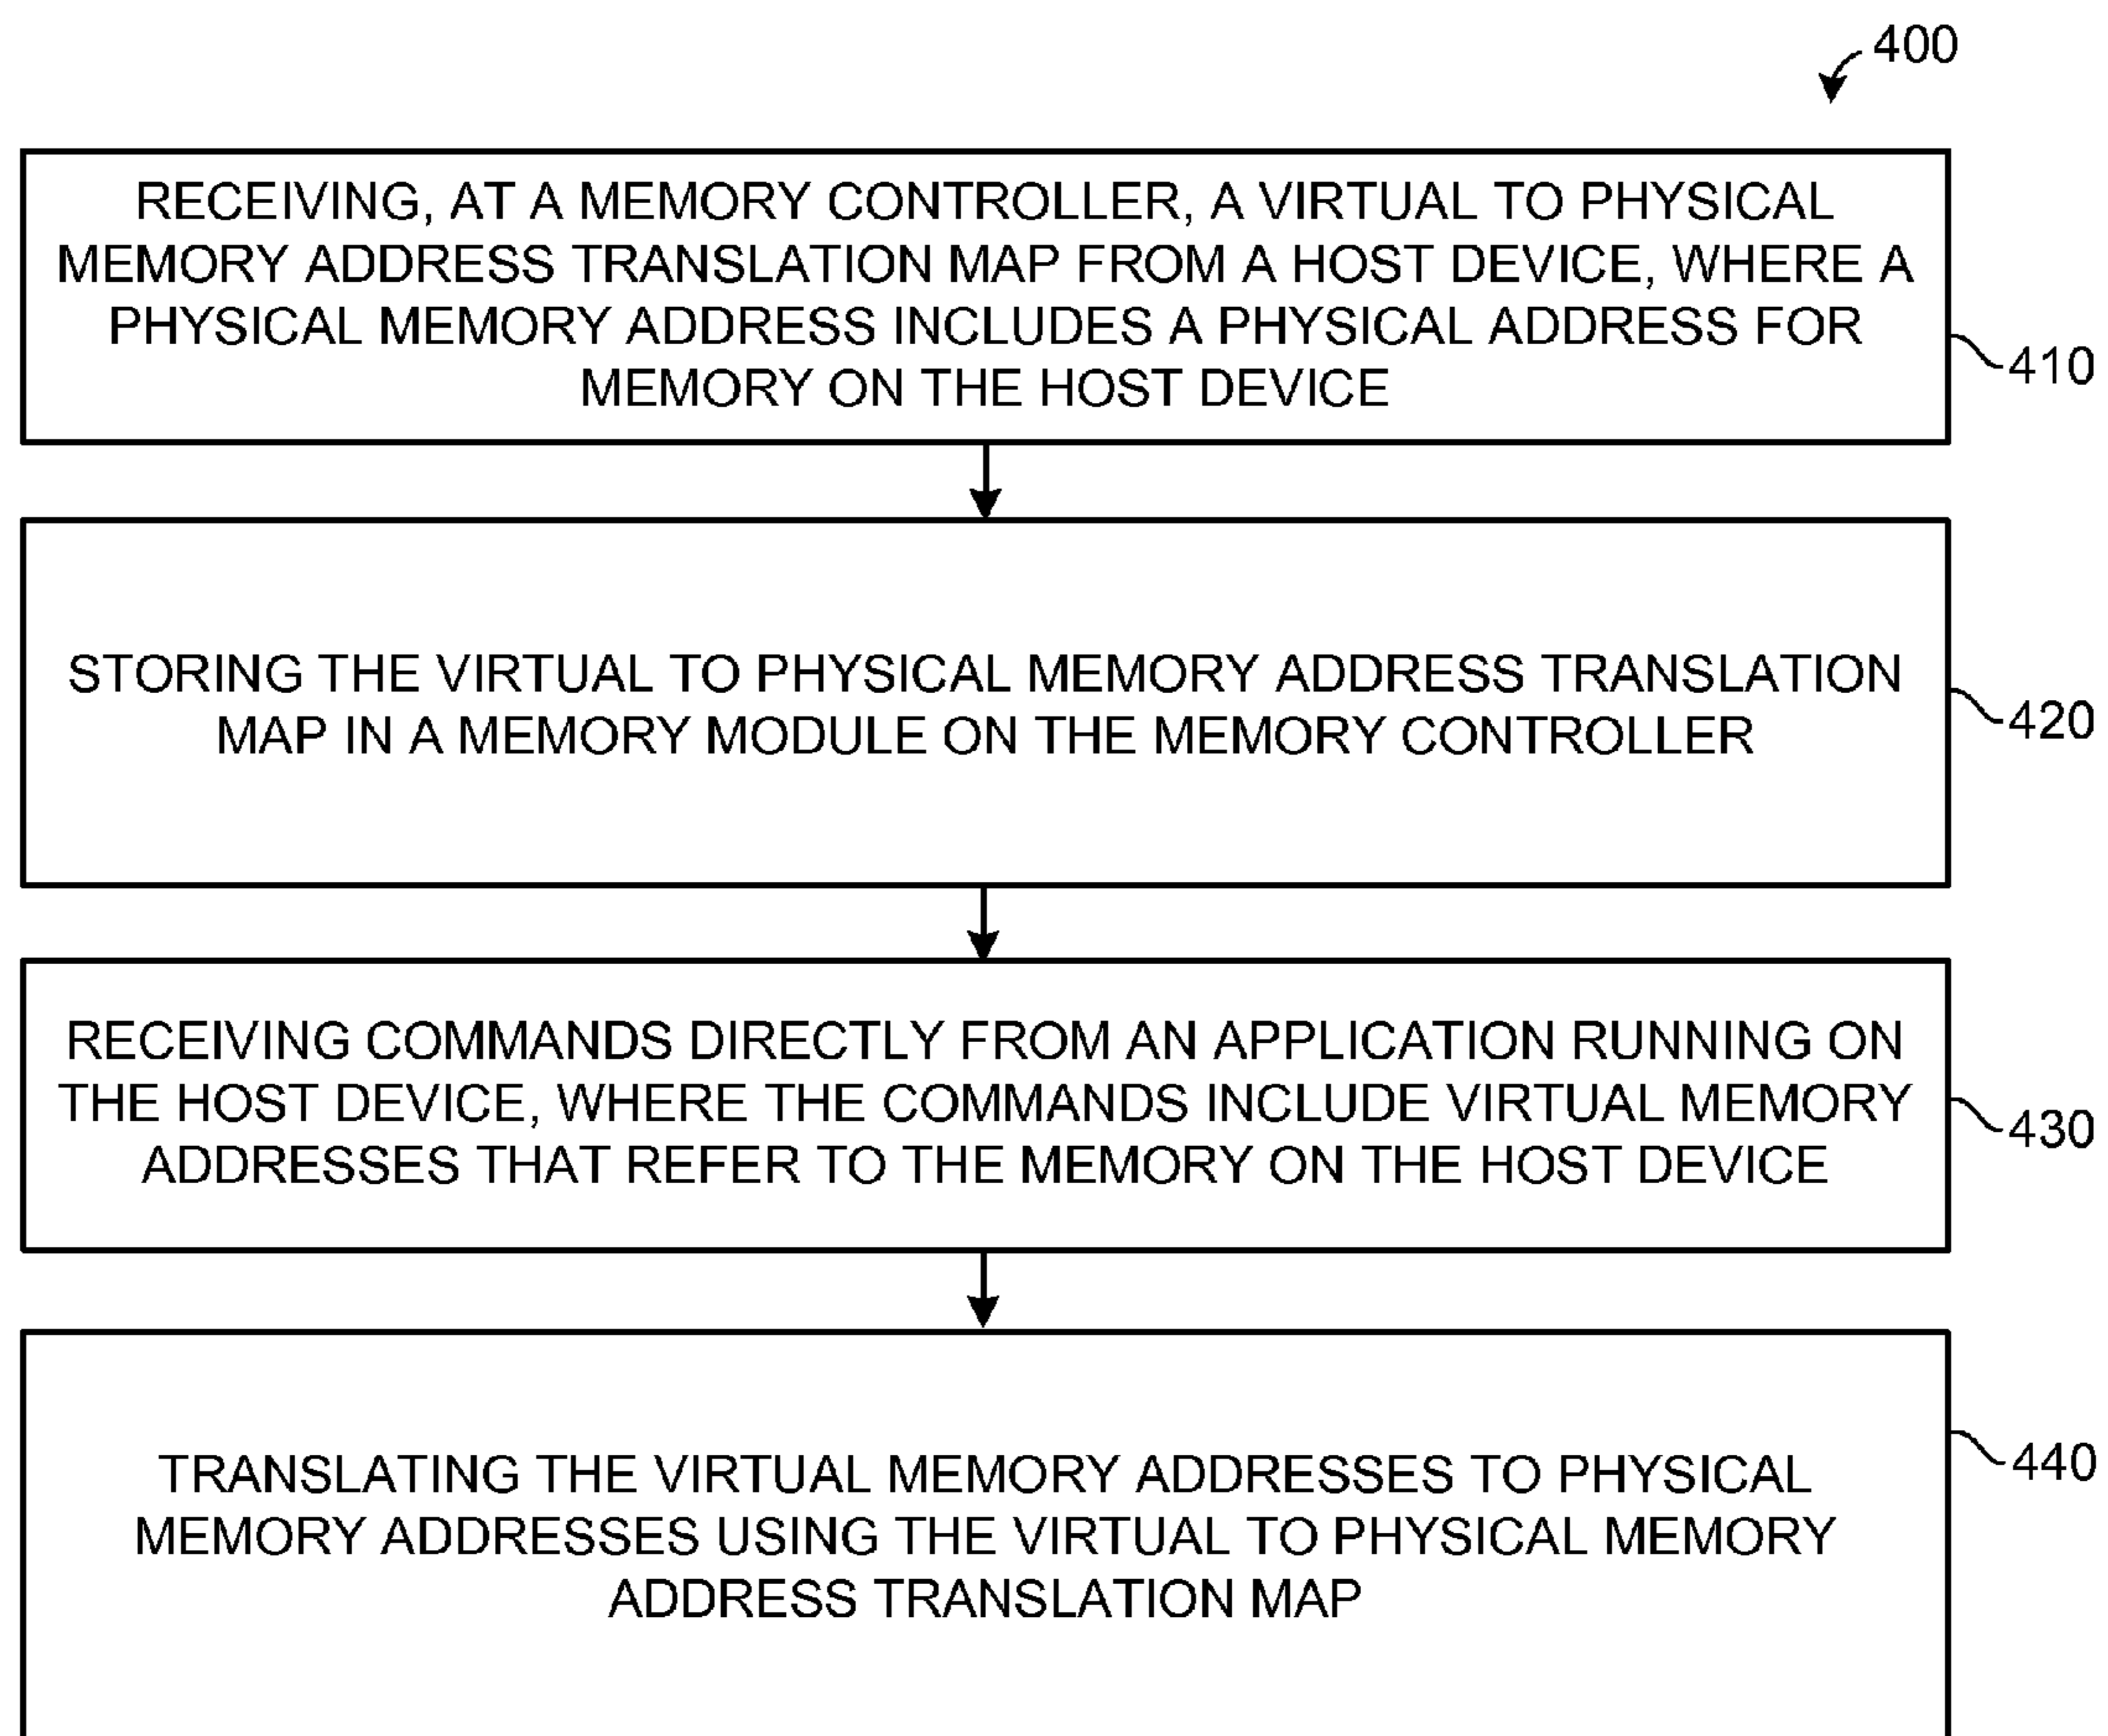 400
RECEIVING, AT A MEMORY CONTROLLER, A VIRTUAL TO PHYSICAL
MEMORY ADDRESS TRANSLATION MAP FROM A HOST DEVICE, WHERE A
PHYSICAL MEMORY ADDRESS INCLUDES A PHYSICAL ADDRESS FOR
MEMORY ON THE HOST DEVICE
410
STORING THE VIRTUAL TO PHYSICAL MEMORY ADDRESS TRANSLATION
MAP IN A MEMORY MODULE ON THE MEMORY CONTROLLER
420
RECEIVING COMMANDS DIRECTLY FROM AN APPLICATION RUNNING ON
THE HOST DEVICE, WHERE THE COMMANDS INCLUDE VIRTUAL MEMORY
ADDRESSES THAT REFER TO THE MEMORY ON THE HOST DEVICE
430
TRANSLATING THE VIRTUAL MEMORY ADDRESSES TO PHYSICAL
MEMORY ADDRESSES USING THE VIRTUAL TO PHYSICAL MEMORY
ADDRESS TRANSLATION MAP
440